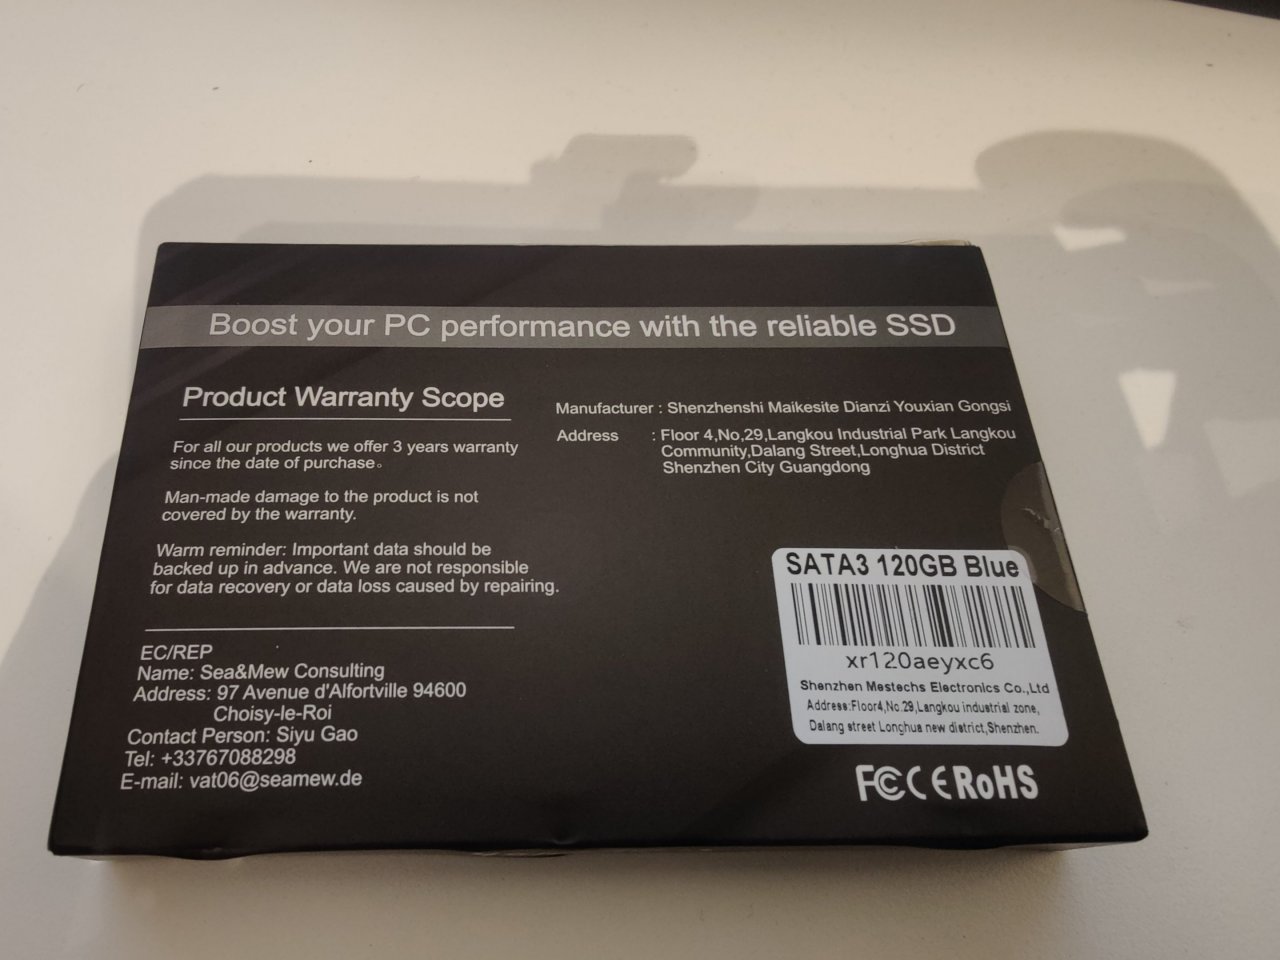 Boost your PC performance with the reliable SSD
Product Warranty Scope
For all our products we offer 3 years warranty
since the date of purchase。
Man-made damage to the product is not
covered by the warranty.
Warm reminder: Important data should be
backed up in advance. We are not responsible
for data recovery or data loss caused by repairing.
EC/REP
Name: Sea&Mew Consulting
Address: 97 Avenue d'Alfortville 94600
Choisy-le-Roi
Contact Person: Siyu Gao
Tel: +33767088298
E-mail: vat06@seamew.de
Manufacturer : Shenzhenshi Maikesite Dianzi Youxian Gongsi
Address : Floor 4,No,29,Langkou Industrial Park Langkou
Community,Dalang Street,Longhua District
Shenzhen City Guangdong
SATA3 120GB Blue
xr120aeyxc6
Shenzhen Mestechs Electronics Co.,Ltd
Address:Floor4,No.29,Langkou industrial zone,
Dalang street Longhua new district,Shenzhen.
FC CE RoHS